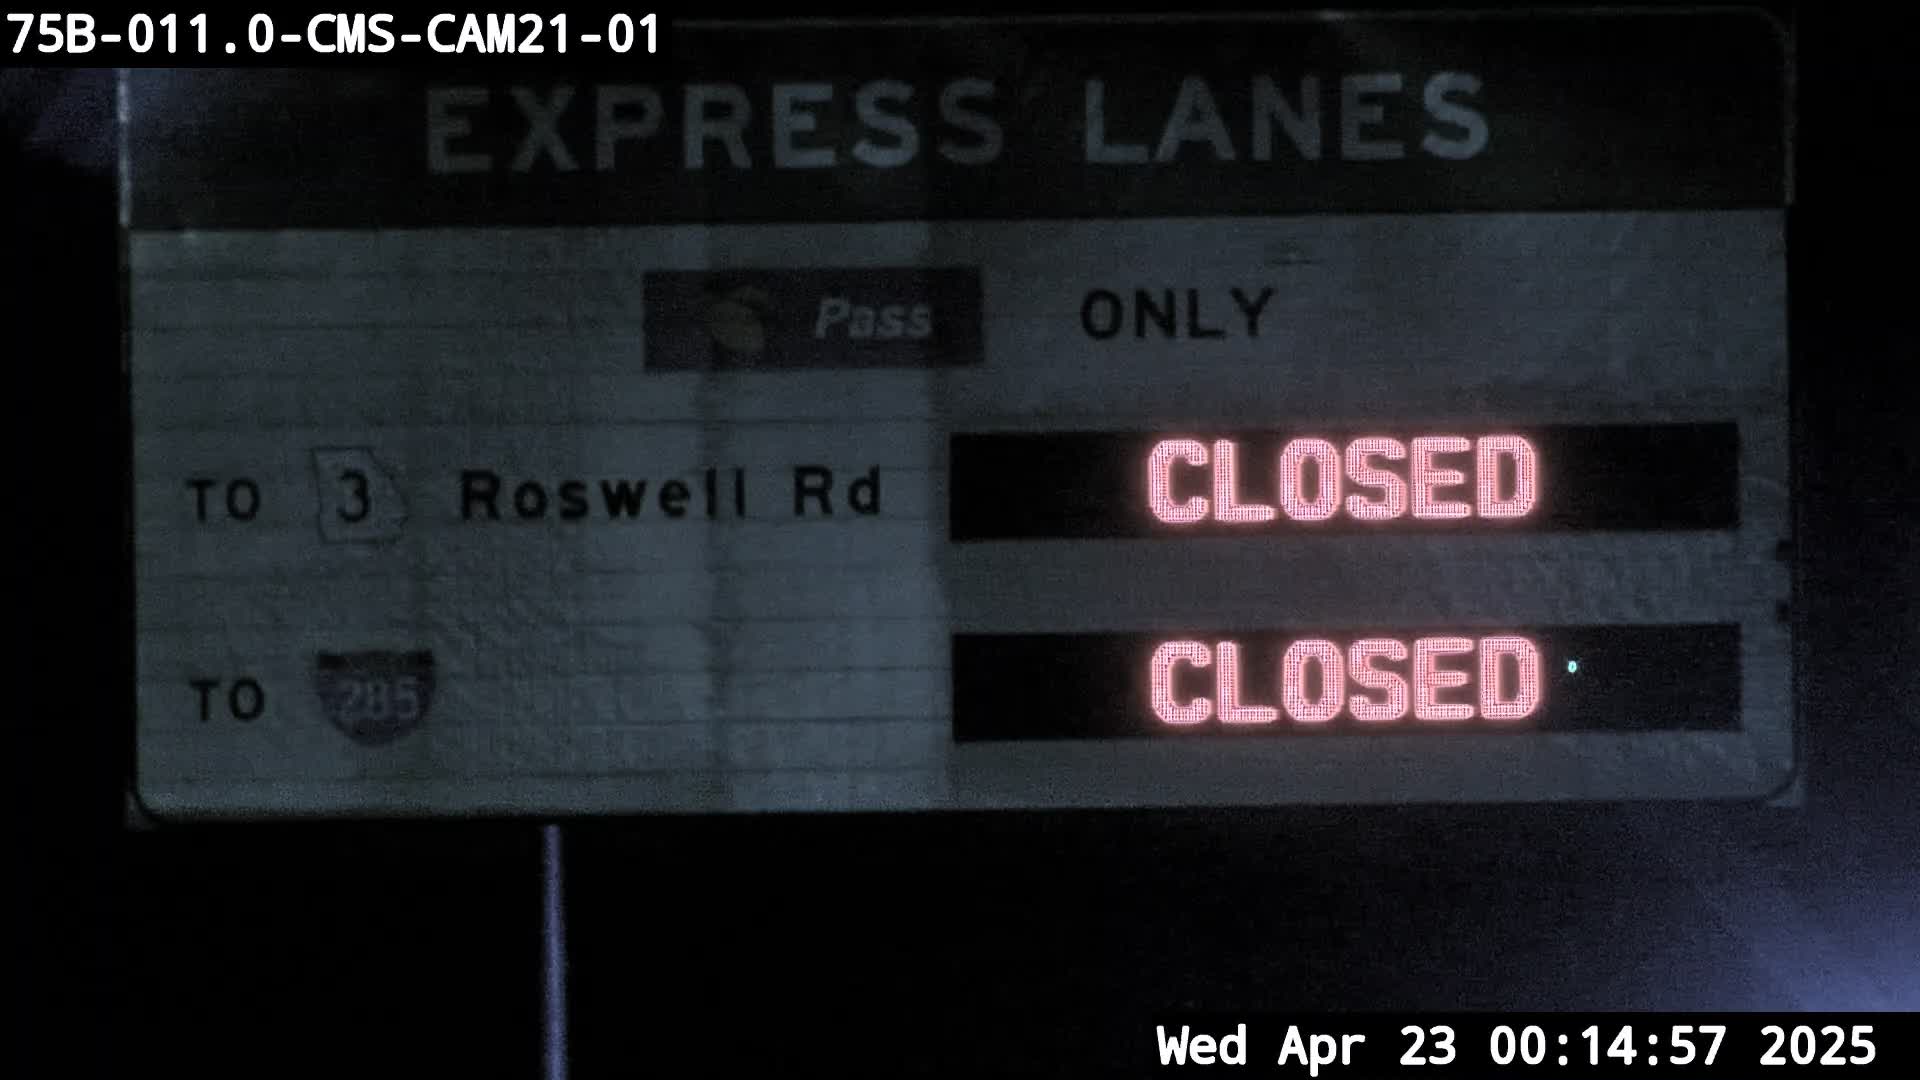 75B-011.0-CMS-CAM21-01
EXPRESS LANES
Pass ONLY
TO 3 Roswell Rd CLOSED
TO 285 CLOSED
Wed Apr 23 00:14:57 2025